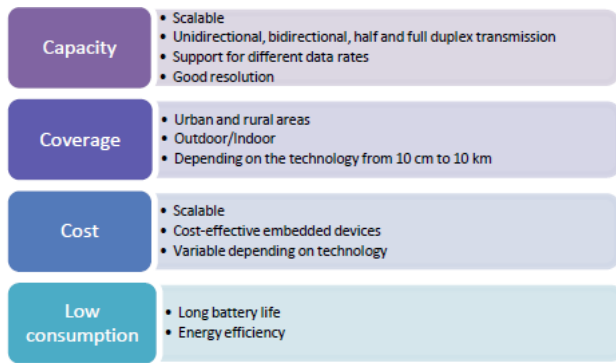 Capacity
• Scalable
• Unidirectional, bidirectional, half and full duplex transmission
• Support for different data rates
• Good resolution
Coverage
• Urban and rural areas
• Outdoor/Indoor
• Depending on the technology from 10 cm to 10 km
Cost
• Scalable
• Cost-effective embedded devices
• Variable depending on technology
Low
consumption
• Long battery life
• Energy efficiency